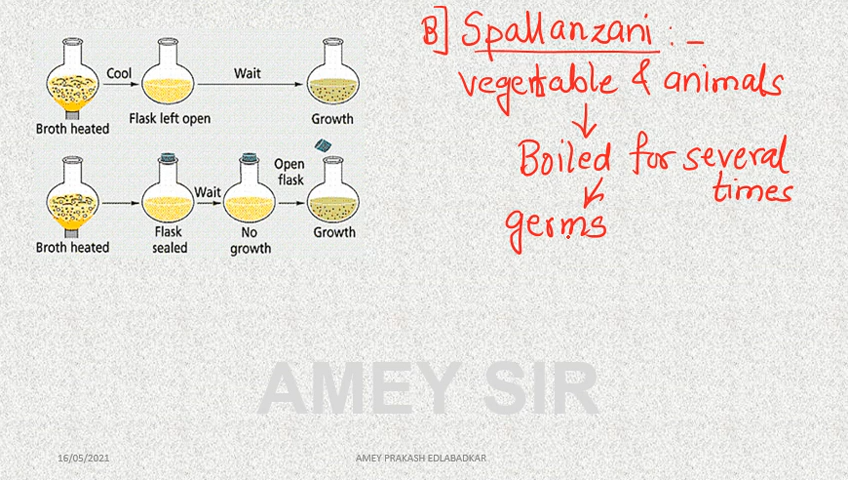 Cool
Wait
Broth heated
Flask left open
Growth
Wait
Open
flask
Broth heated
Flask
sealed
No
growth
Growth
B] Spallanzani : –
vegetable & animals
↓
Boiled for several
times
↙
germs
AMEY SIR
16/05/2021
AMEY PRAKASH EDLABADKAR